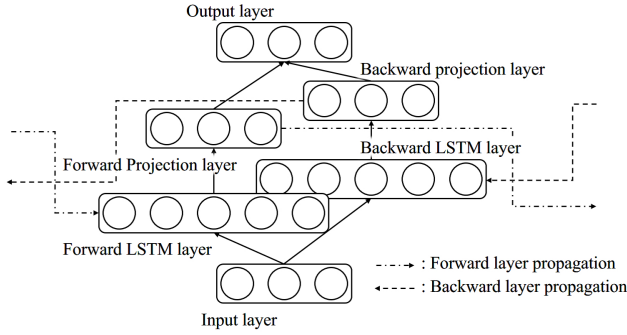 Output layer
Backward projection layer
Forward Projection layer
Backward LSTM layer
Forward LSTM layer
: Forward layer propagation
: Backward layer propagation
Input layer